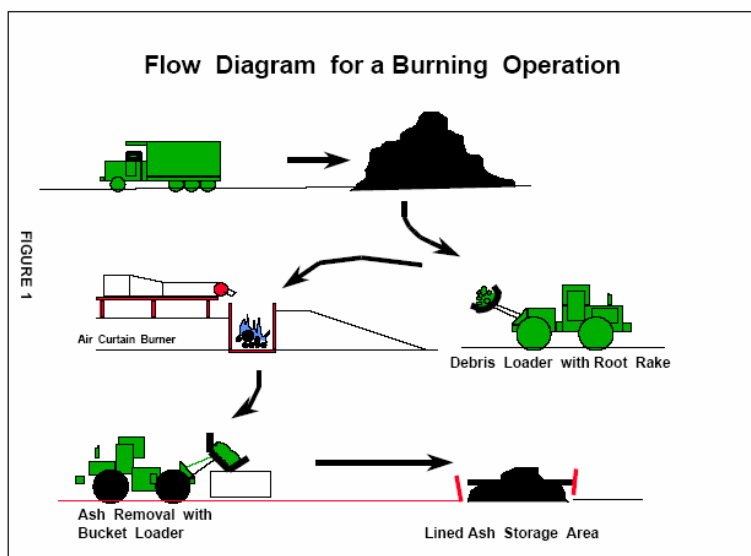 Flow Diagram for a Burning Operation
FIGURE 1
Air Curtain Burner
Debris Loader with Root Rake
Ash Removal with
Bucket Loader
Lined Ash Storage Area